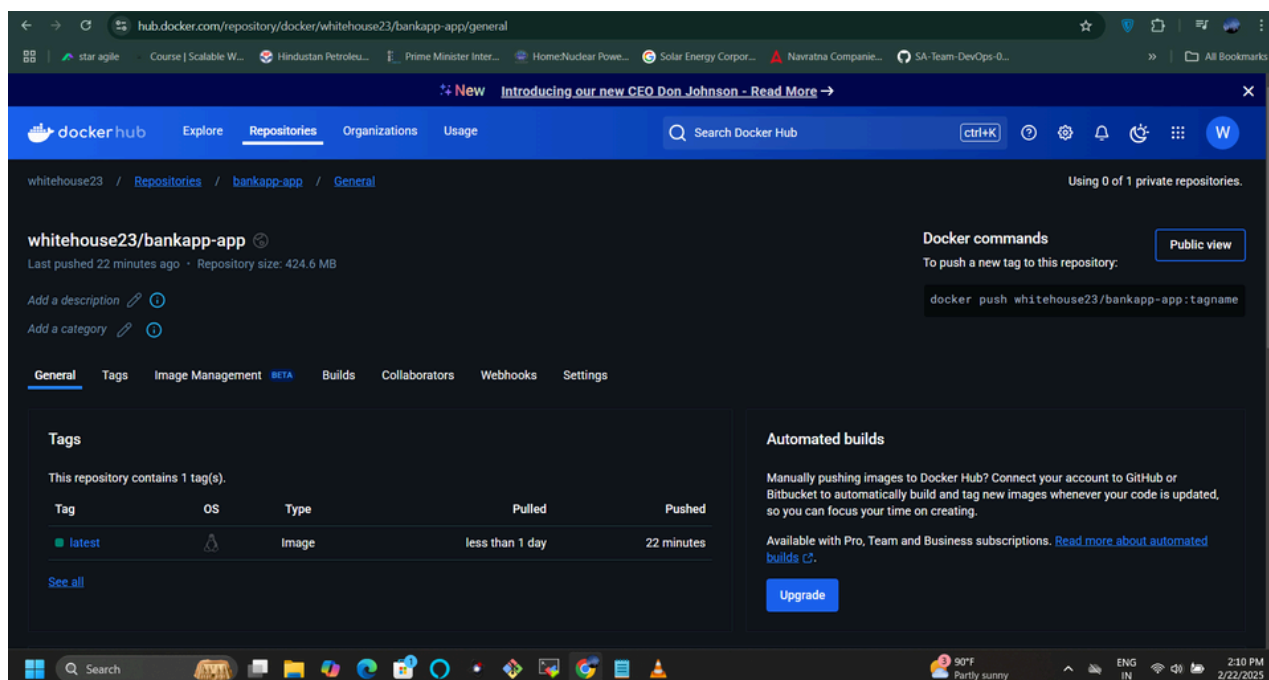 hub.docker.com/repository/docker/whitehouse23/bankapp-app/general
star agile Course | Scalable W... Hindustan Petroleu... Prime Minister Inter... Home:Nuclear Powe... Solar Energy Corpor... Navratna Companie... SA-Team-DevOps-0... » All Bookmarks
New Introducing our new CEO Don Johnson - Read More →
dockerhub Explore Repositories Organizations Usage Search Docker Hub ctrl+K W
whitehouse23 / Repositories / bankapp-app / General Using 0 of 1 private repositories.
whitehouse23/bankapp-app
Last pushed 22 minutes ago • Repository size: 424.6 MB
Add a description
Add a category
Docker commands
To push a new tag to this repository:
Public view
docker push whitehouse23/bankapp-app:tagname
General Tags Image Management BETA Builds Collaborators Webhooks Settings
Tags
This repository contains 1 tag(s).
Tag OS Type Pulled Pushed
latest Image less than 1 day 22 minutes
See all
Automated builds
Manually pushing images to Docker Hub? Connect your account to GitHub or
Bitbucket to automatically build and tag new images whenever your code is updated,
so you can focus your time on creating.
Available with Pro, Team and Business subscriptions. Read more about automated
builds.
Upgrade
Search
3 90°F
Partly sunny
ENG
IN
2:10 PM
2/22/2025